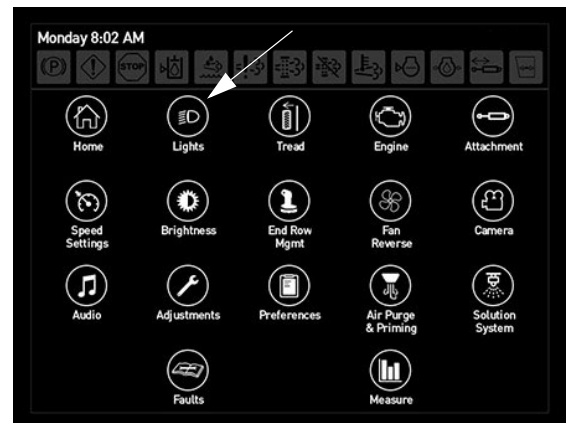 Monday 8:02 AM
(P) STOP
Home Lights Tread Engine Attachment
Speed Settings Brightness End Row Mgmt Fan Reverse Camera
Audio Adjustments Preferences Air Purge & Priming Solution System
Faults Measure